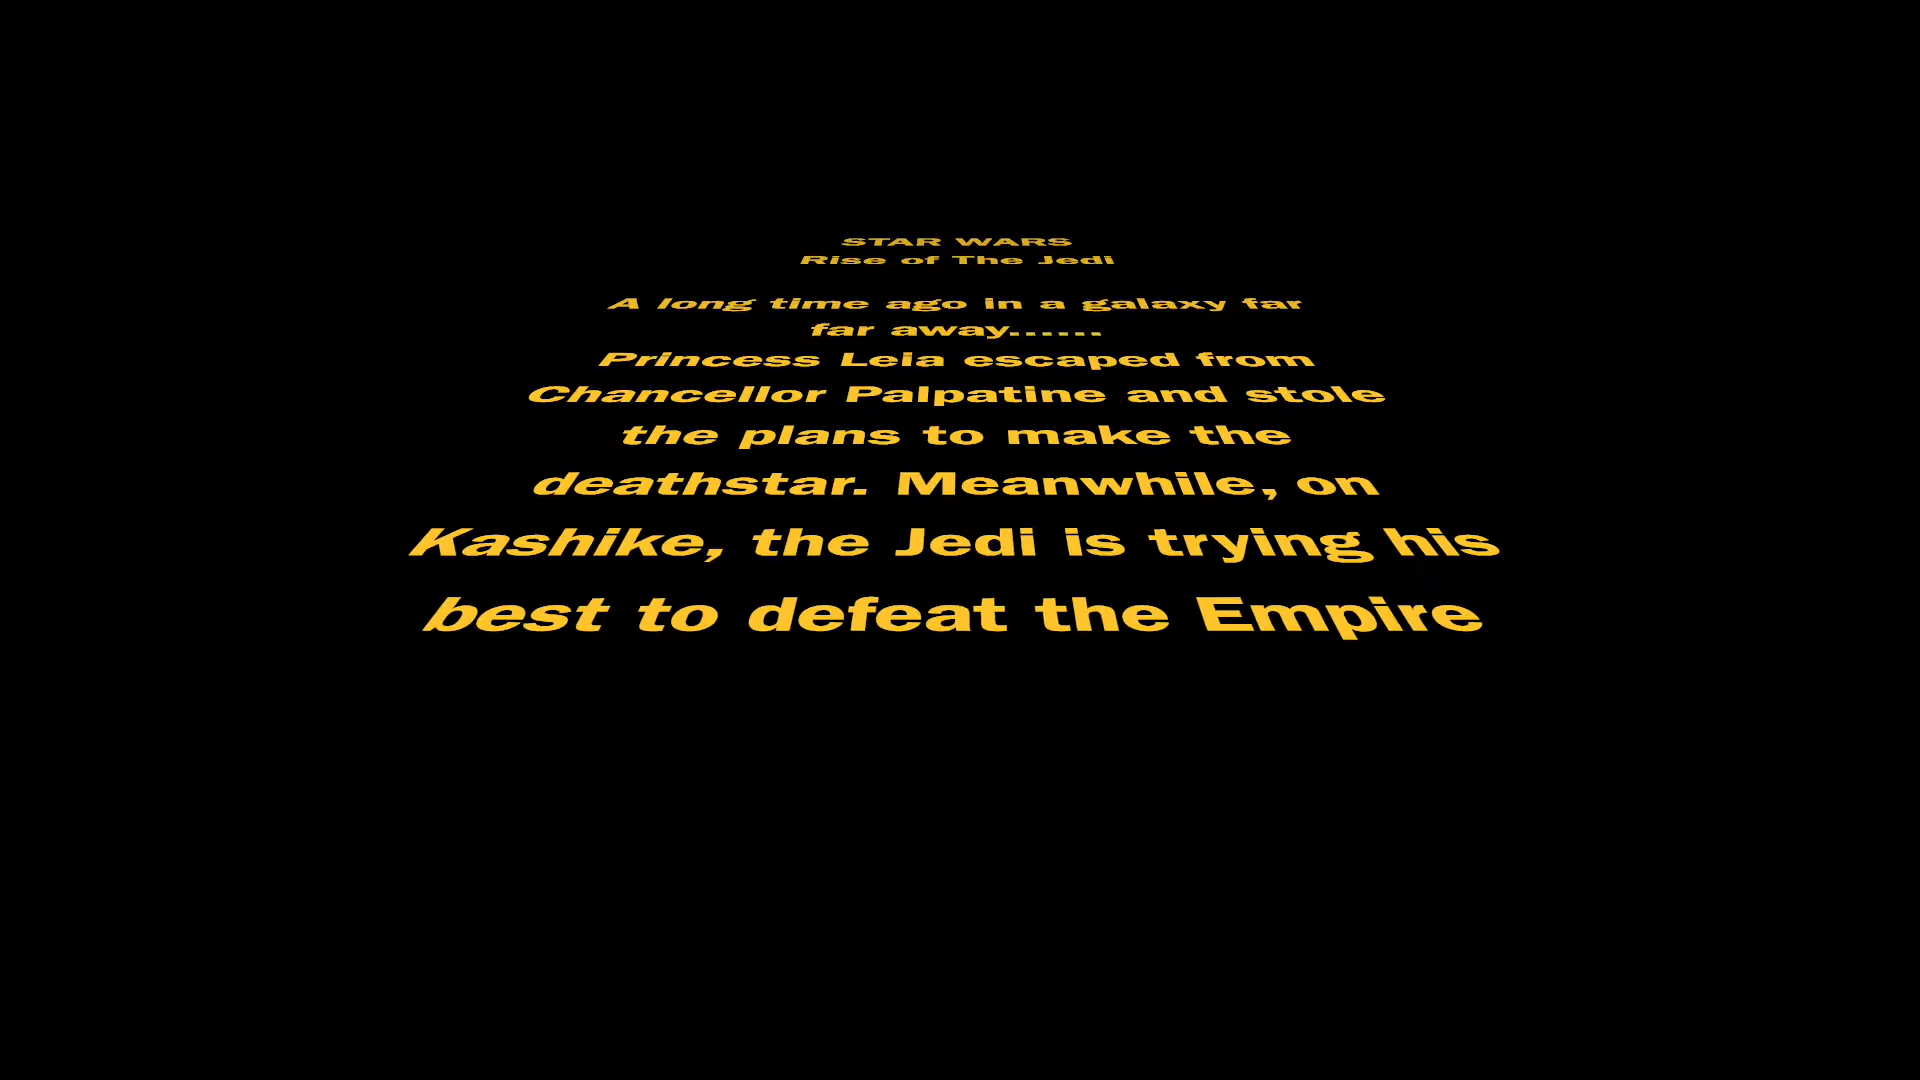 STAR WARS
Rise of The Jedi
A long time ago in a galaxy far
far away......
Princess Leia escaped from
Chancellor Palpatine and stole
the plans to make the
deathstar. Meanwhile, on
Kashike, the Jedi is trying his
best to defeat the Empire